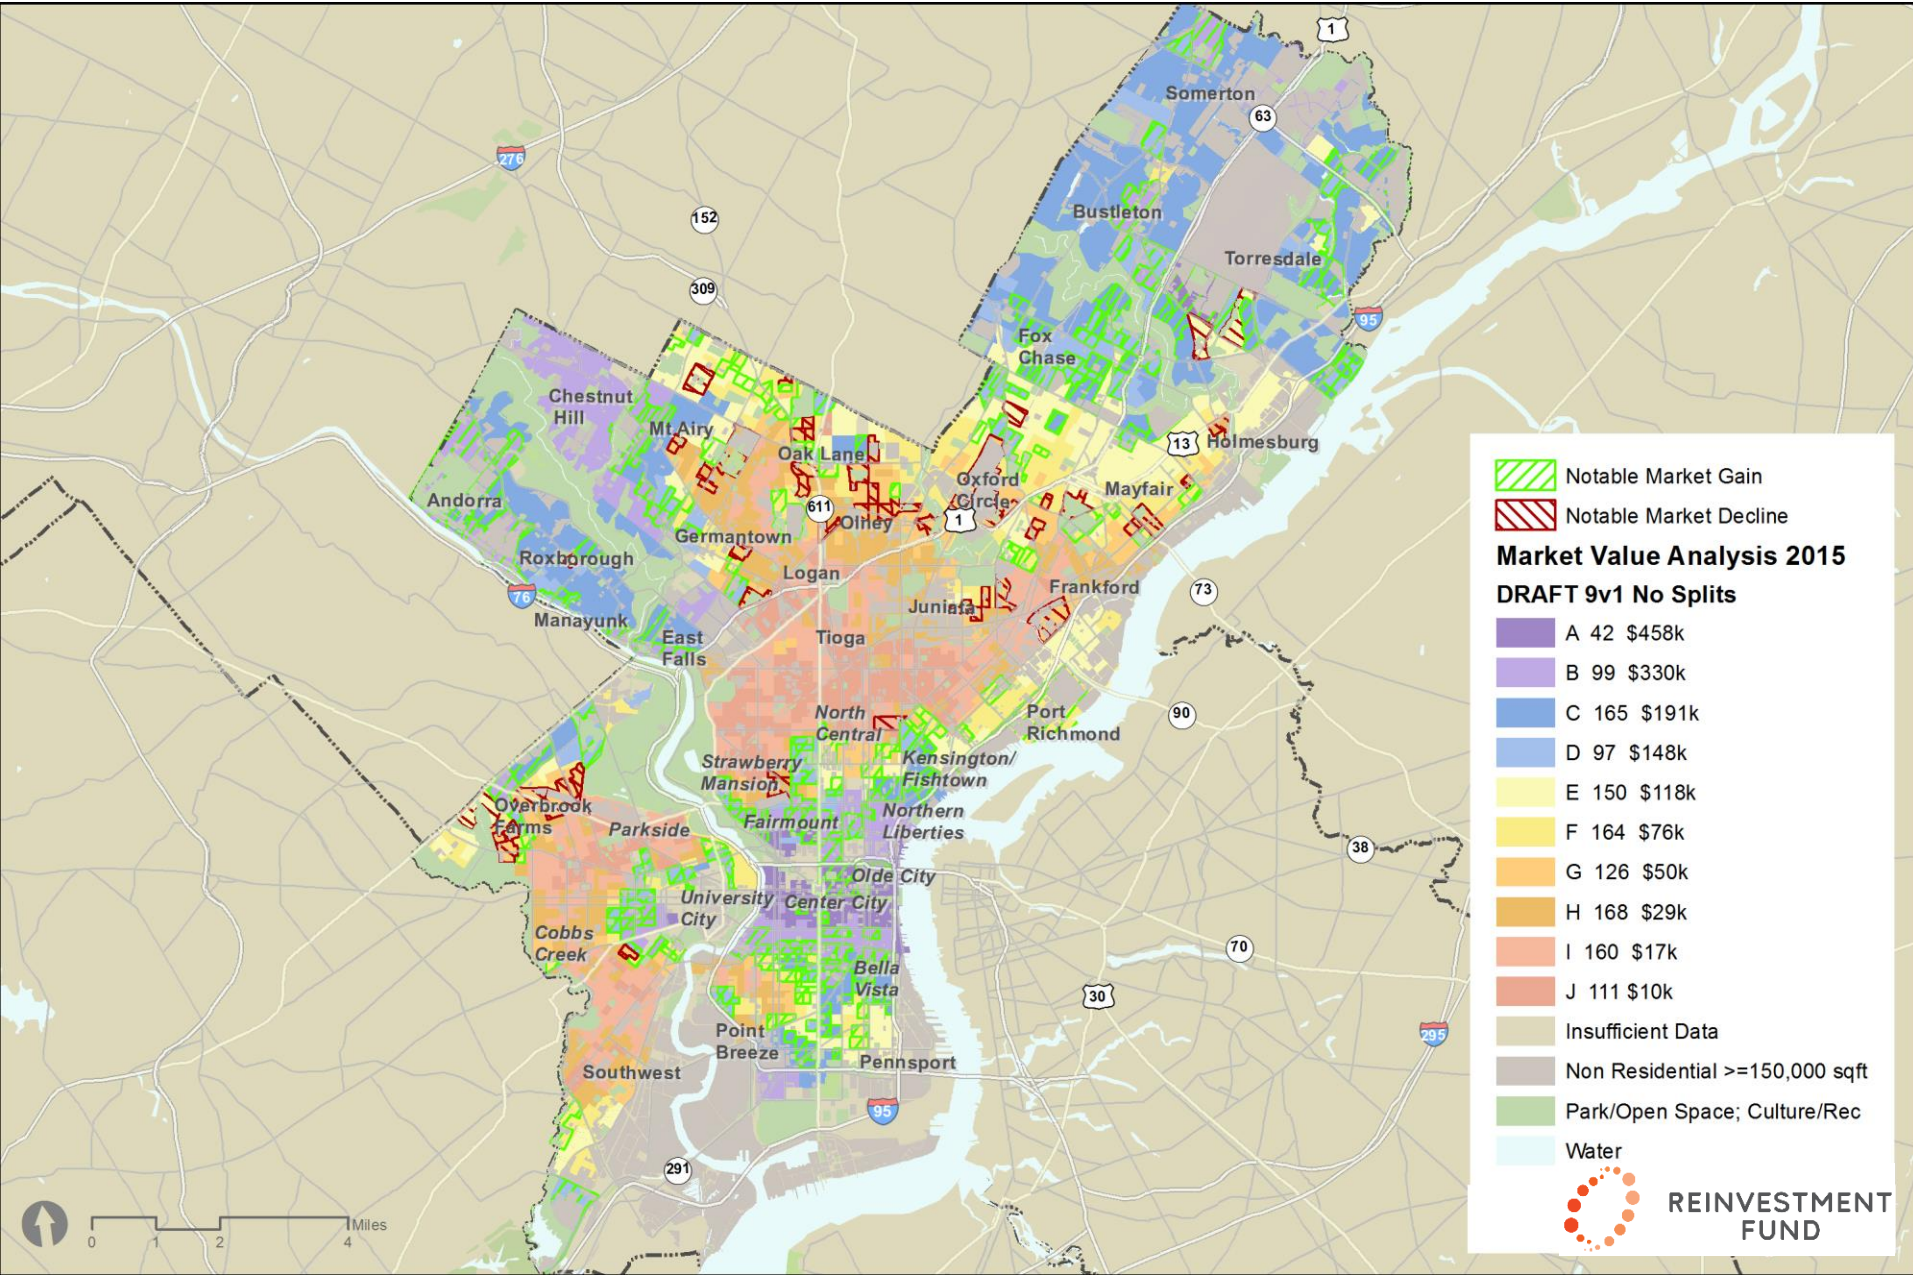 1
Somerton
63
276
Bustleton
152
Torresdale
309
95
Fox
Chase
Chestnut
Hill
Mt Airy
13
Holmesburg
Oak Lane
Oxford
Circle
Mayfair
Andorra
611
1
Olney
Germantown
Roxborough
Logan
Frankford
76
73
Juniata
Manayunk
East
Falls
Tioga
North
Central
Port
Richmond
90
Strawberry
Mansion
Kensington/
Fishtown
Overbrook
Farms
Parkside
Fairmount
Northern
Liberties
38
Olde City
University
City
Center City
Cobbs
Creek
70
Bella
Vista
30
Point
Breeze
295
Pennsport
Southwest
95
291
Miles
0 1 2 4
Notable Market Gain
Notable Market Decline
Market Value Analysis 2015
DRAFT 9v1 No Splits
A 42 $458k
B 99 $330k
C 165 $191k
D 97 $148k
E 150 $118k
F 164 $76k
G 126 $50k
H 168 $29k
I 160 $17k
J 111 $10k
Insufficient Data
Non Residential >=150,000 sqft
Park/Open Space; Culture/Rec
Water
REINVESTMENT
FUND